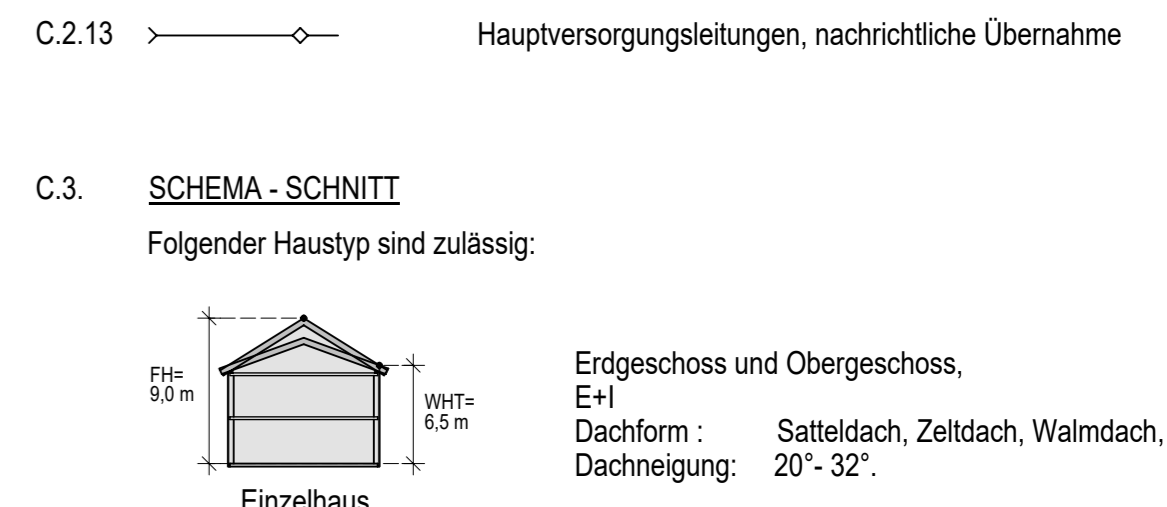 C.2.13 Hauptversorgungsleitungen, nachrichtliche Übernahme
C.3. SCHEMA - SCHNITT
Folgender Haustyp sind zulässig:
FH=
9,0 m
WHT=
6,5 m
Einzelhaus
Erdgeschoss und Obergeschoss,
E+I
Dachform : Satteldach, Zeltdach, Walmdach,
Dachneigung: 20°- 32°.